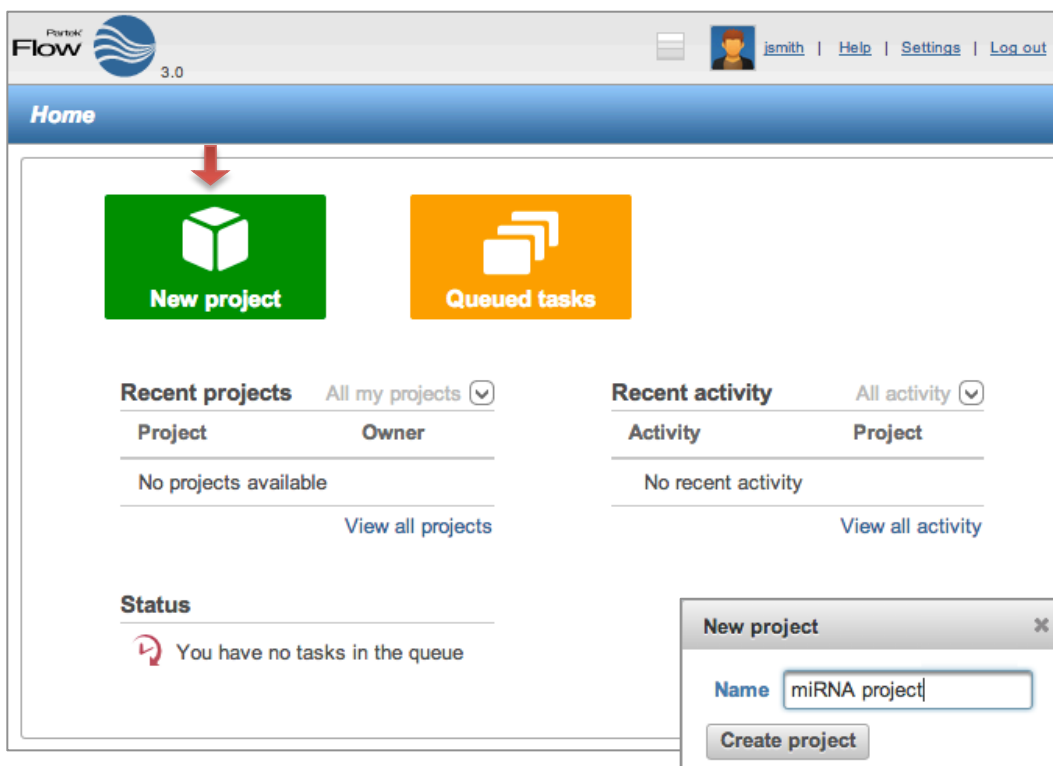 Partek
Flow
3.0
jsmith | Help | Settings | Log out
Home
New project
Queued tasks
Recent projects All my projects
Project Owner
No projects available
View all projects
Recent activity All activity
Activity Project
No recent activity
View all activity
Status
You have no tasks in the queue
New project
Name miRNA project
Create project